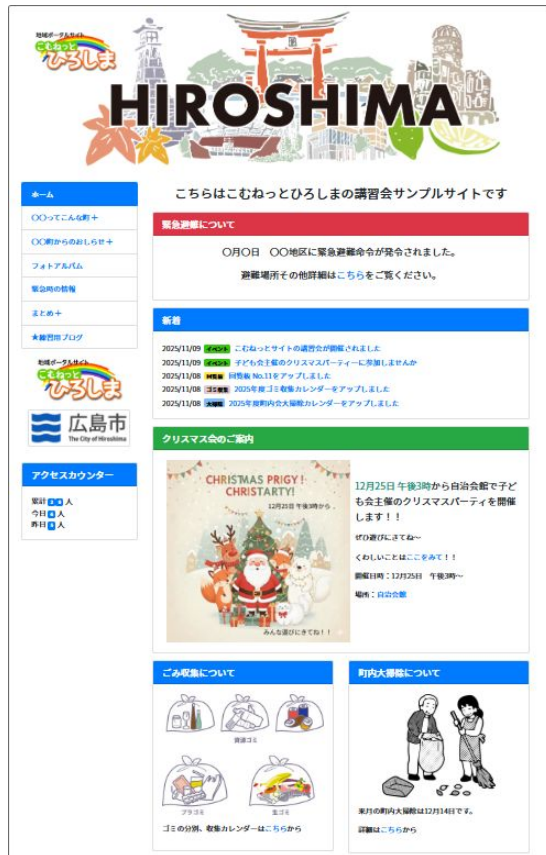 地域ポータルサイト
こむねっと
ひろしま
HIROSHIMA
ホーム
〇〇ってこんな町＋
〇〇町からのおしらせ＋
フォトアルバム
緊急時の情報
まとめ＋
★練習用ブログ
地域ポータルサイト
こむねっと
ひろしま
広島市
The City of Hiroshima
アクセスカウンター
累計 人
今日 人
昨日 人
こちらはこむねっとひろしまの講習会サンプルサイトです
緊急避難について
〇月〇日　〇〇地区に緊急避難命令が発令されました。
避難場所その他詳細はこちらをご覧ください。
新着
2025/11/09 イベント こむねっとサイトの講習会が開催されました
2025/11/09 イベント 子ども会主催のクリスマスパーティーに参加しませんか
2025/11/08 回覧板 回覧板 No.11をアップしました
2025/11/08 ゴミ収集 2025年度ゴミ収集カレンダーをアップしました
2025/11/08 大掃除 2025年度町内会大掃除カレンダーをアップしました
クリスマス会のご案内
CHRISTMAS PRIGY !
CHRISTARTY!
12月25日 午後3時から
みんな遊びにきてね！！
12月25日 午後3時から自治会館で子ど
も会主催のクリスマスパーティを開催
します！！
ぜひ遊びにきてね～
くわしいことはここをみて！！
開催日時：12月25日　午後3時～
場所：自治会館
ごみ収集について
資源ゴミ
プラゴミ
生ゴミ
ゴミの分別、収集カレンダーはこちらから
町内大掃除について
来月の町内大掃除は12月14日です。
詳細はこちらから